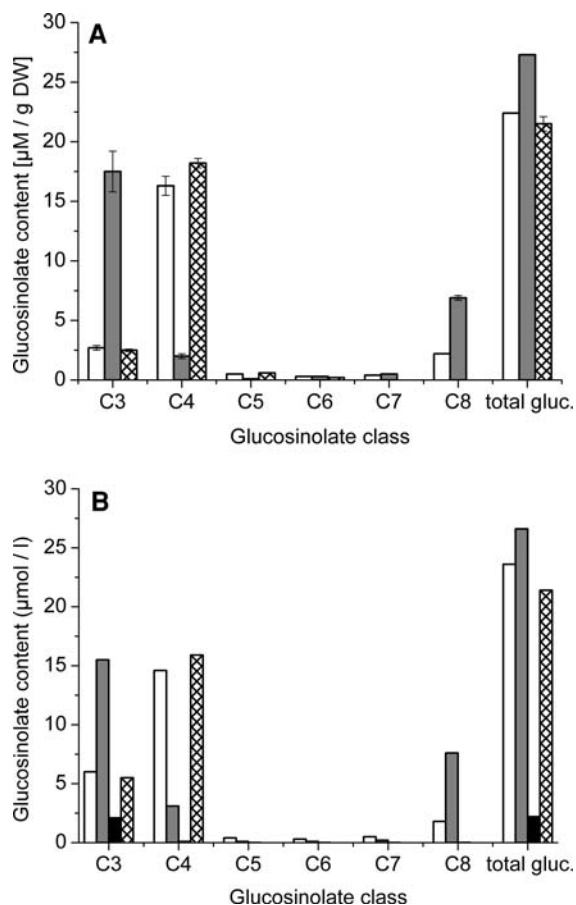 A
Glucosinolate content [µM / g DW]
30
25
20
15
10
5
0
C3 C4 C5 C6 C7 C8 total gluc.
Glucosinolate class
B
Glucosinolate content (µmol / l)
30
25
20
15
10
5
0
C3 C4 C5 C6 C7 C8 total gluc.
Glucosinolate class